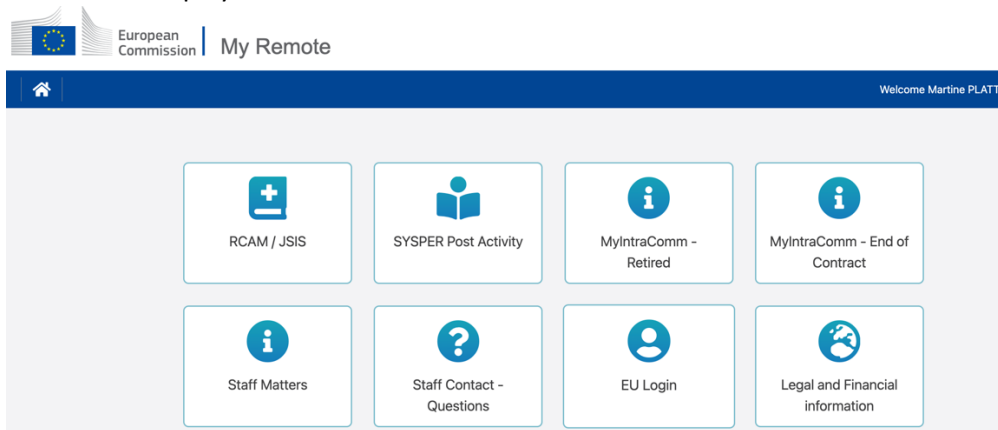 European
Commission
My Remote
Welcome Martine PLATT
RCAM / JSIS
SYSPER Post Activity
MyIntraComm -
Retired
MyIntraComm - End of
Contract
Staff Matters
Staff Contact -
Questions
EU Login
Legal and Financial
information